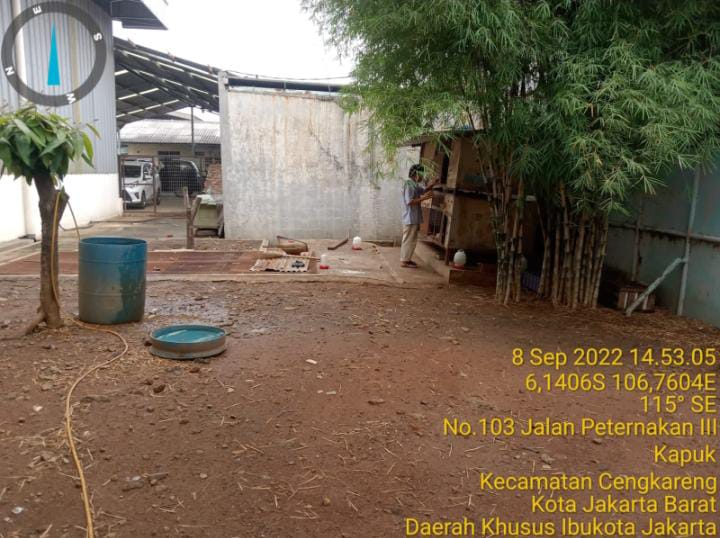 E
S
N
W
8 Sep 2022 14.53.05
6,1406S 106,7604E
115° SE
No.103 Jalan Peternakan III
Kapuk
Kecamatan Cengkareng
Kota Jakarta Barat
Daerah Khusus Ibukota Jakarta